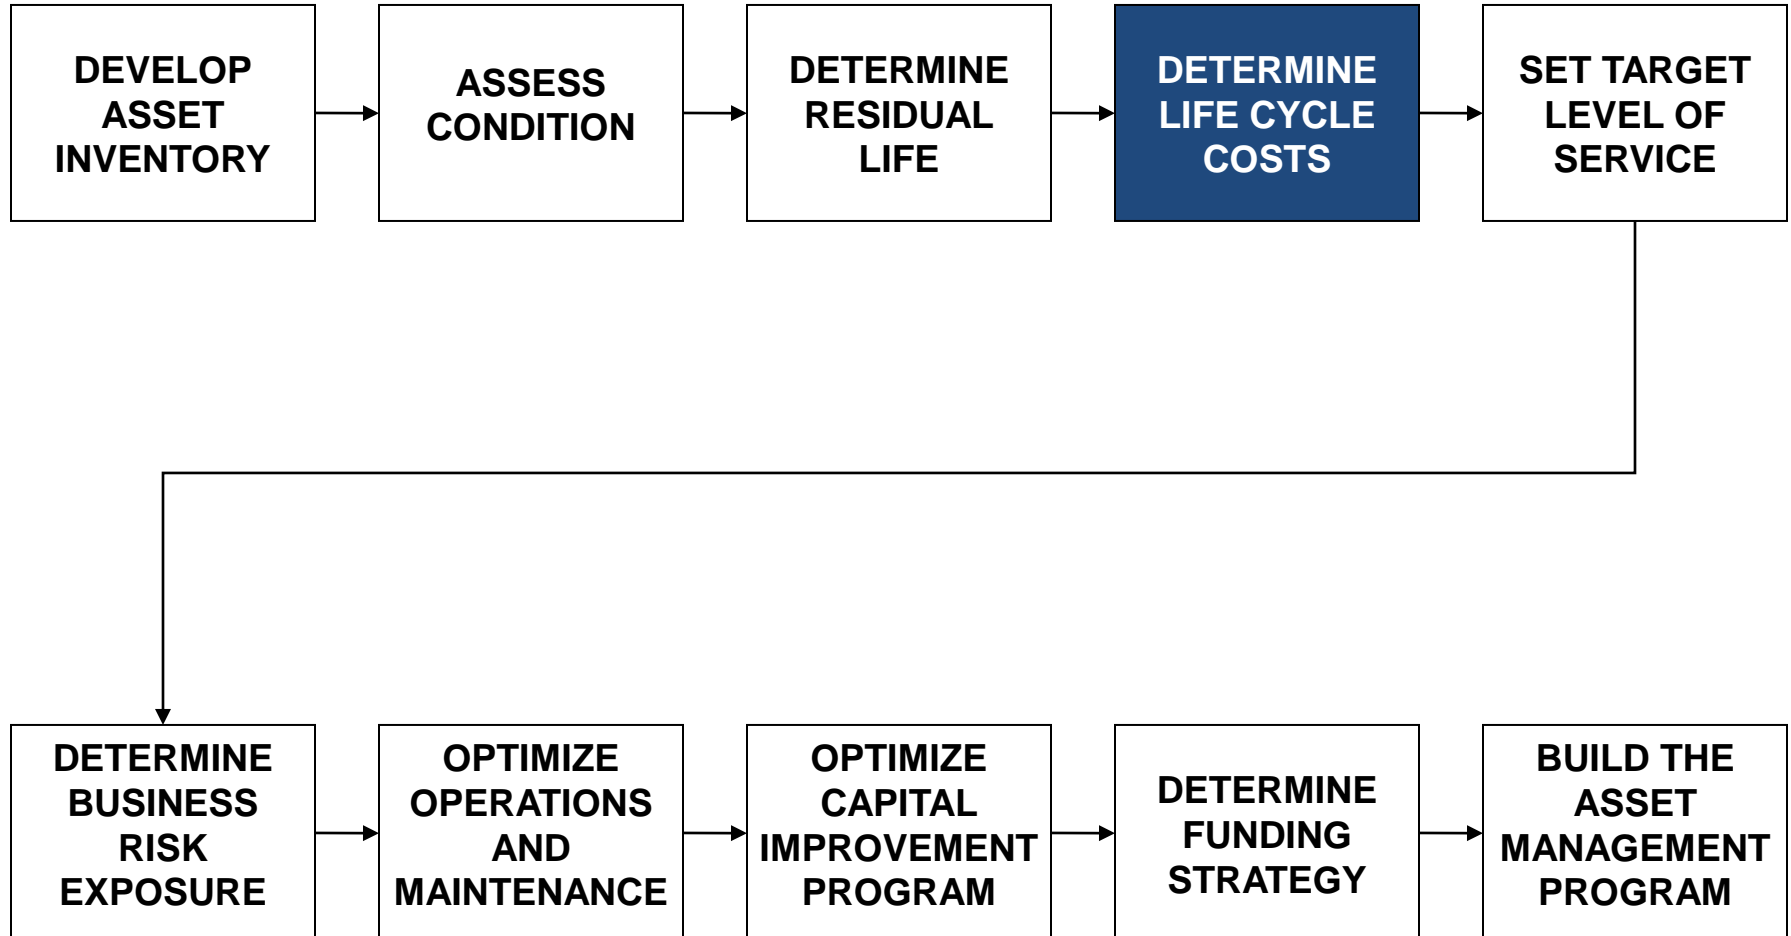 DEVELOP
ASSET
INVENTORY
ASSESS
CONDITION
DETERMINE
RESIDUAL
LIFE
DETERMINE
LIFE CYCLE
COSTS
SET TARGET
LEVEL OF
SERVICE
DETERMINE
BUSINESS
RISK
EXPOSURE
OPTIMIZE
OPERATIONS
AND
MAINTENANCE
OPTIMIZE
CAPITAL
IMPROVEMENT
PROGRAM
DETERMINE
FUNDING
STRATEGY
BUILD THE
ASSET
MANAGEMENT
PROGRAM